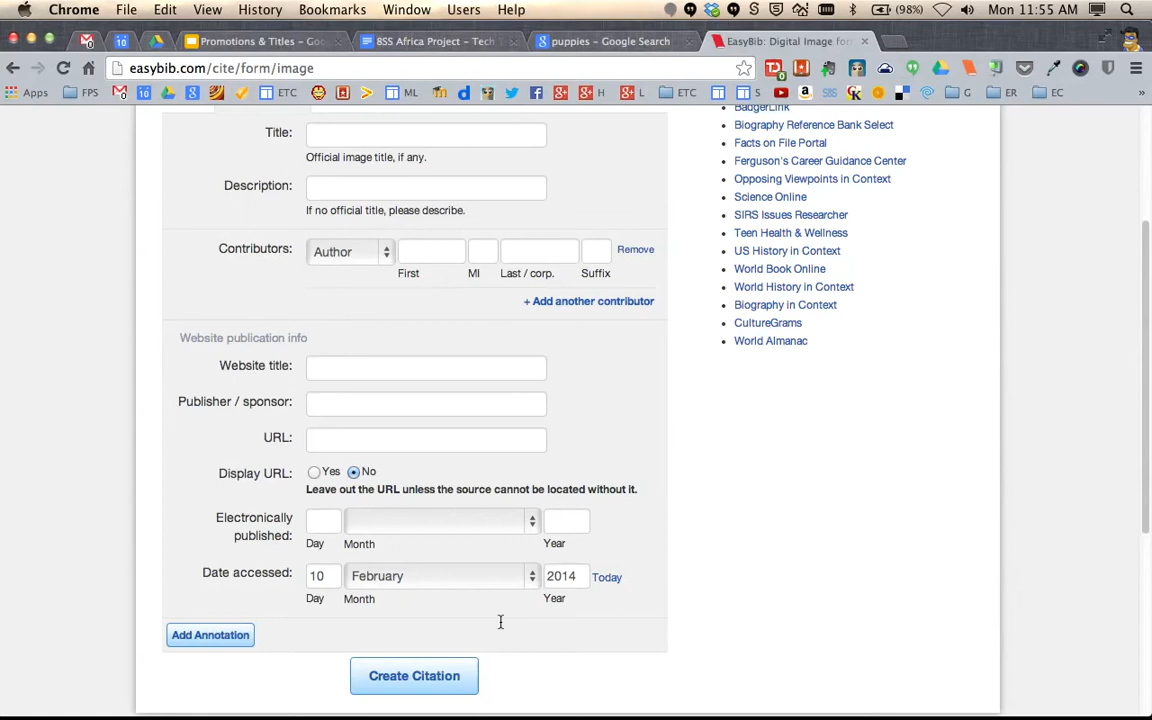 Chrome File Edit View History Bookmarks Website Users Help (98%) Mon 11:55 AM
Promotions & Titles – Goo 8SS Africa Project – Tech puppies – Google Search EasyBib: Digital Image for
easybib.com/cite/form/image
Apps FPS ETC ML H L ETC S SBS G ER EC
BadgerLink
Biography Reference Bank Select
Facts on File Portal
Ferguson's Career Guidance Center
Opposing Viewpoints in Context
Science Online
SIRS Issues Researcher
Teen Health & Wellness
US History in Context
World Book Online
World History in Context
Biography in Context
CultureGrams
World Almanac
Title:
Official image title, if any.
Description:
If no official title, please describe.
Contributors: Author Remove
First MI Last / corp. Suffix
+ Add another contributor
Website publication info
Website title:
Publisher / sponsor:
URL:
Display URL: Yes No
Leave out the URL unless the source cannot be located without it.
Electronically
published:
Day Month Year
Date accessed: 10 February 2014 Today
Day Month Year
Add Annotation
Create Citation